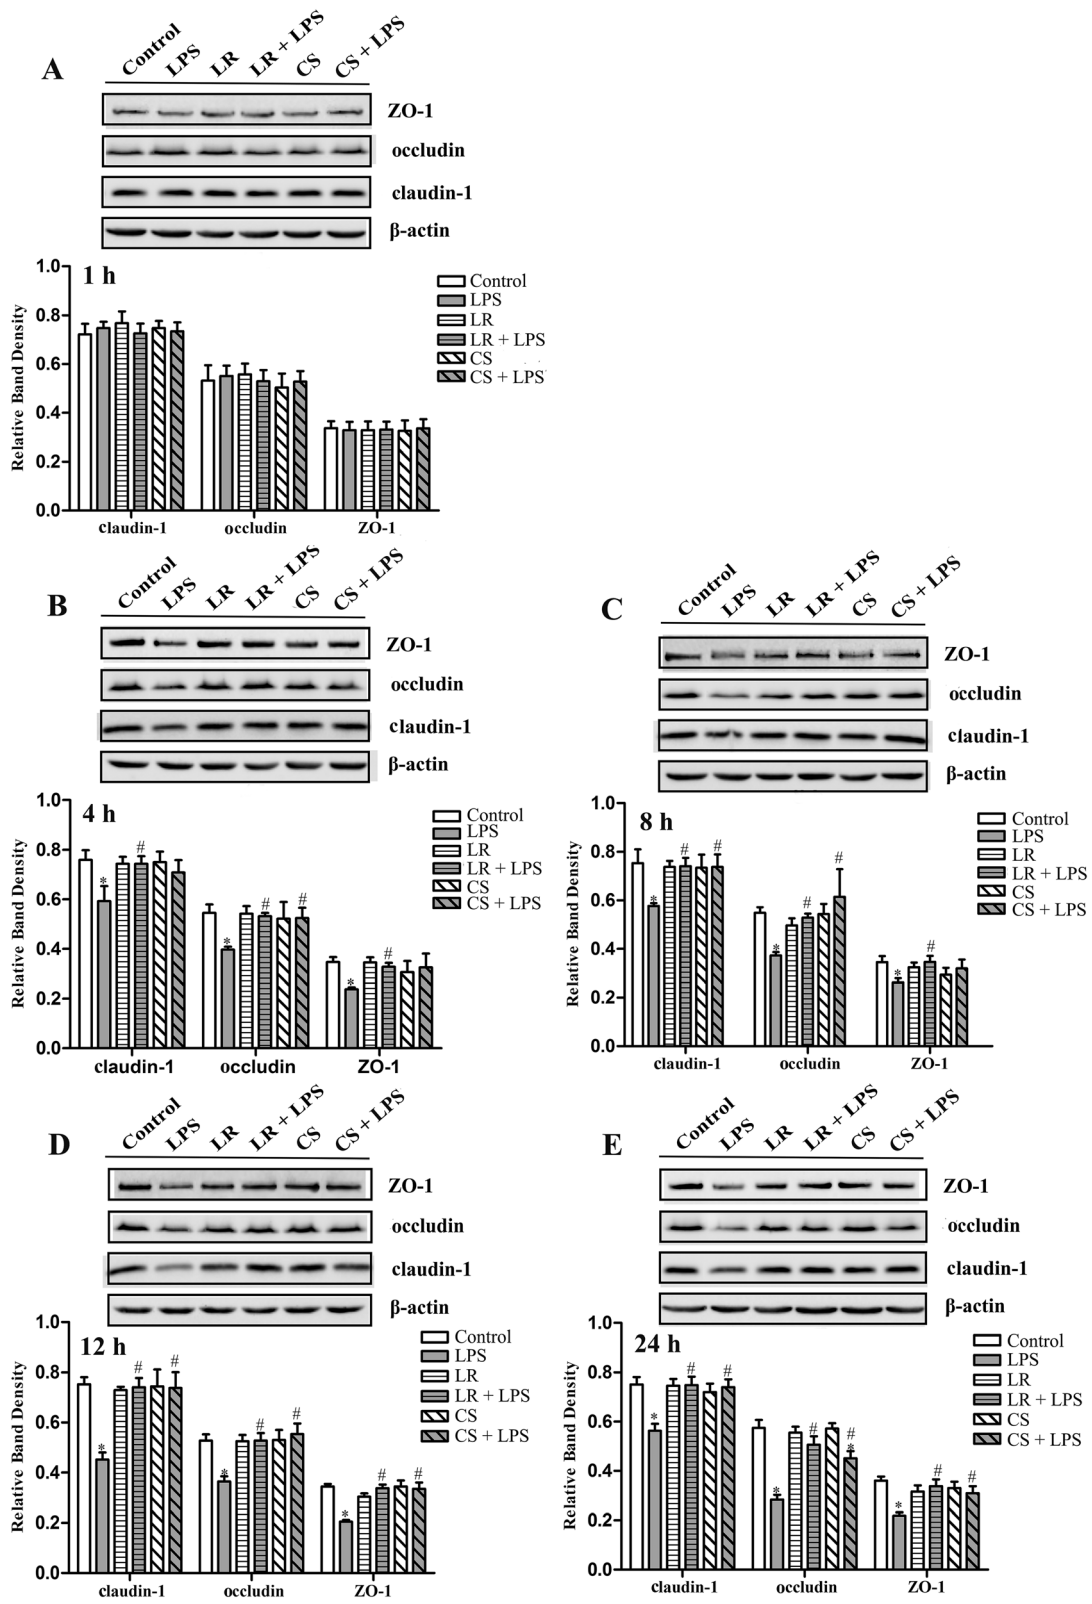 A
Control LPS LR LR + LPS CS CS + LPS
ZO-1
occludin
claudin-1
β-actin
1 h
Relative Band Density
1.0
0.8
0.6
0.4
0.2
0.0
claudin-1 occludin ZO-1
Control
LPS
LR
LR + LPS
CS
CS + LPS
B
Control LPS LR LR + LPS CS CS + LPS
ZO-1
occludin
claudin-1
β-actin
4 h
Relative Band Density
1.0
0.8
0.6
0.4
0.2
0.0
* # * # # * #
claudin-1 occludin ZO-1
Control
LPS
LR
LR + LPS
CS
CS + LPS
C
Control LPS LR LR + LPS CS CS + LPS
ZO-1
occludin
claudin-1
β-actin
8 h
Relative Band Density
1.0
0.8
0.6
0.4
0.2
0.0
* # # * # # * #
claudin-1 occludin ZO-1
Control
LPS
LR
LR + LPS
CS
CS + LPS
D
Control LPS LR LR + LPS CS CS + LPS
ZO-1
occludin
claudin-1
β-actin
12 h
Relative Band Density
1.0
0.8
0.6
0.4
0.2
0.0
* # # * # # * # #
claudin-1 occludin ZO-1
Control
LPS
LR
LR + LPS
CS
CS + LPS
E
Control LPS LR LR + LPS CS CS + LPS
ZO-1
occludin
claudin-1
β-actin
24 h
Relative Band Density
1.0
0.8
0.6
0.4
0.2
0.0
* # # * # # * * # #
claudin-1 occludin ZO-1
Control
LPS
LR
LR + LPS
CS
CS + LPS